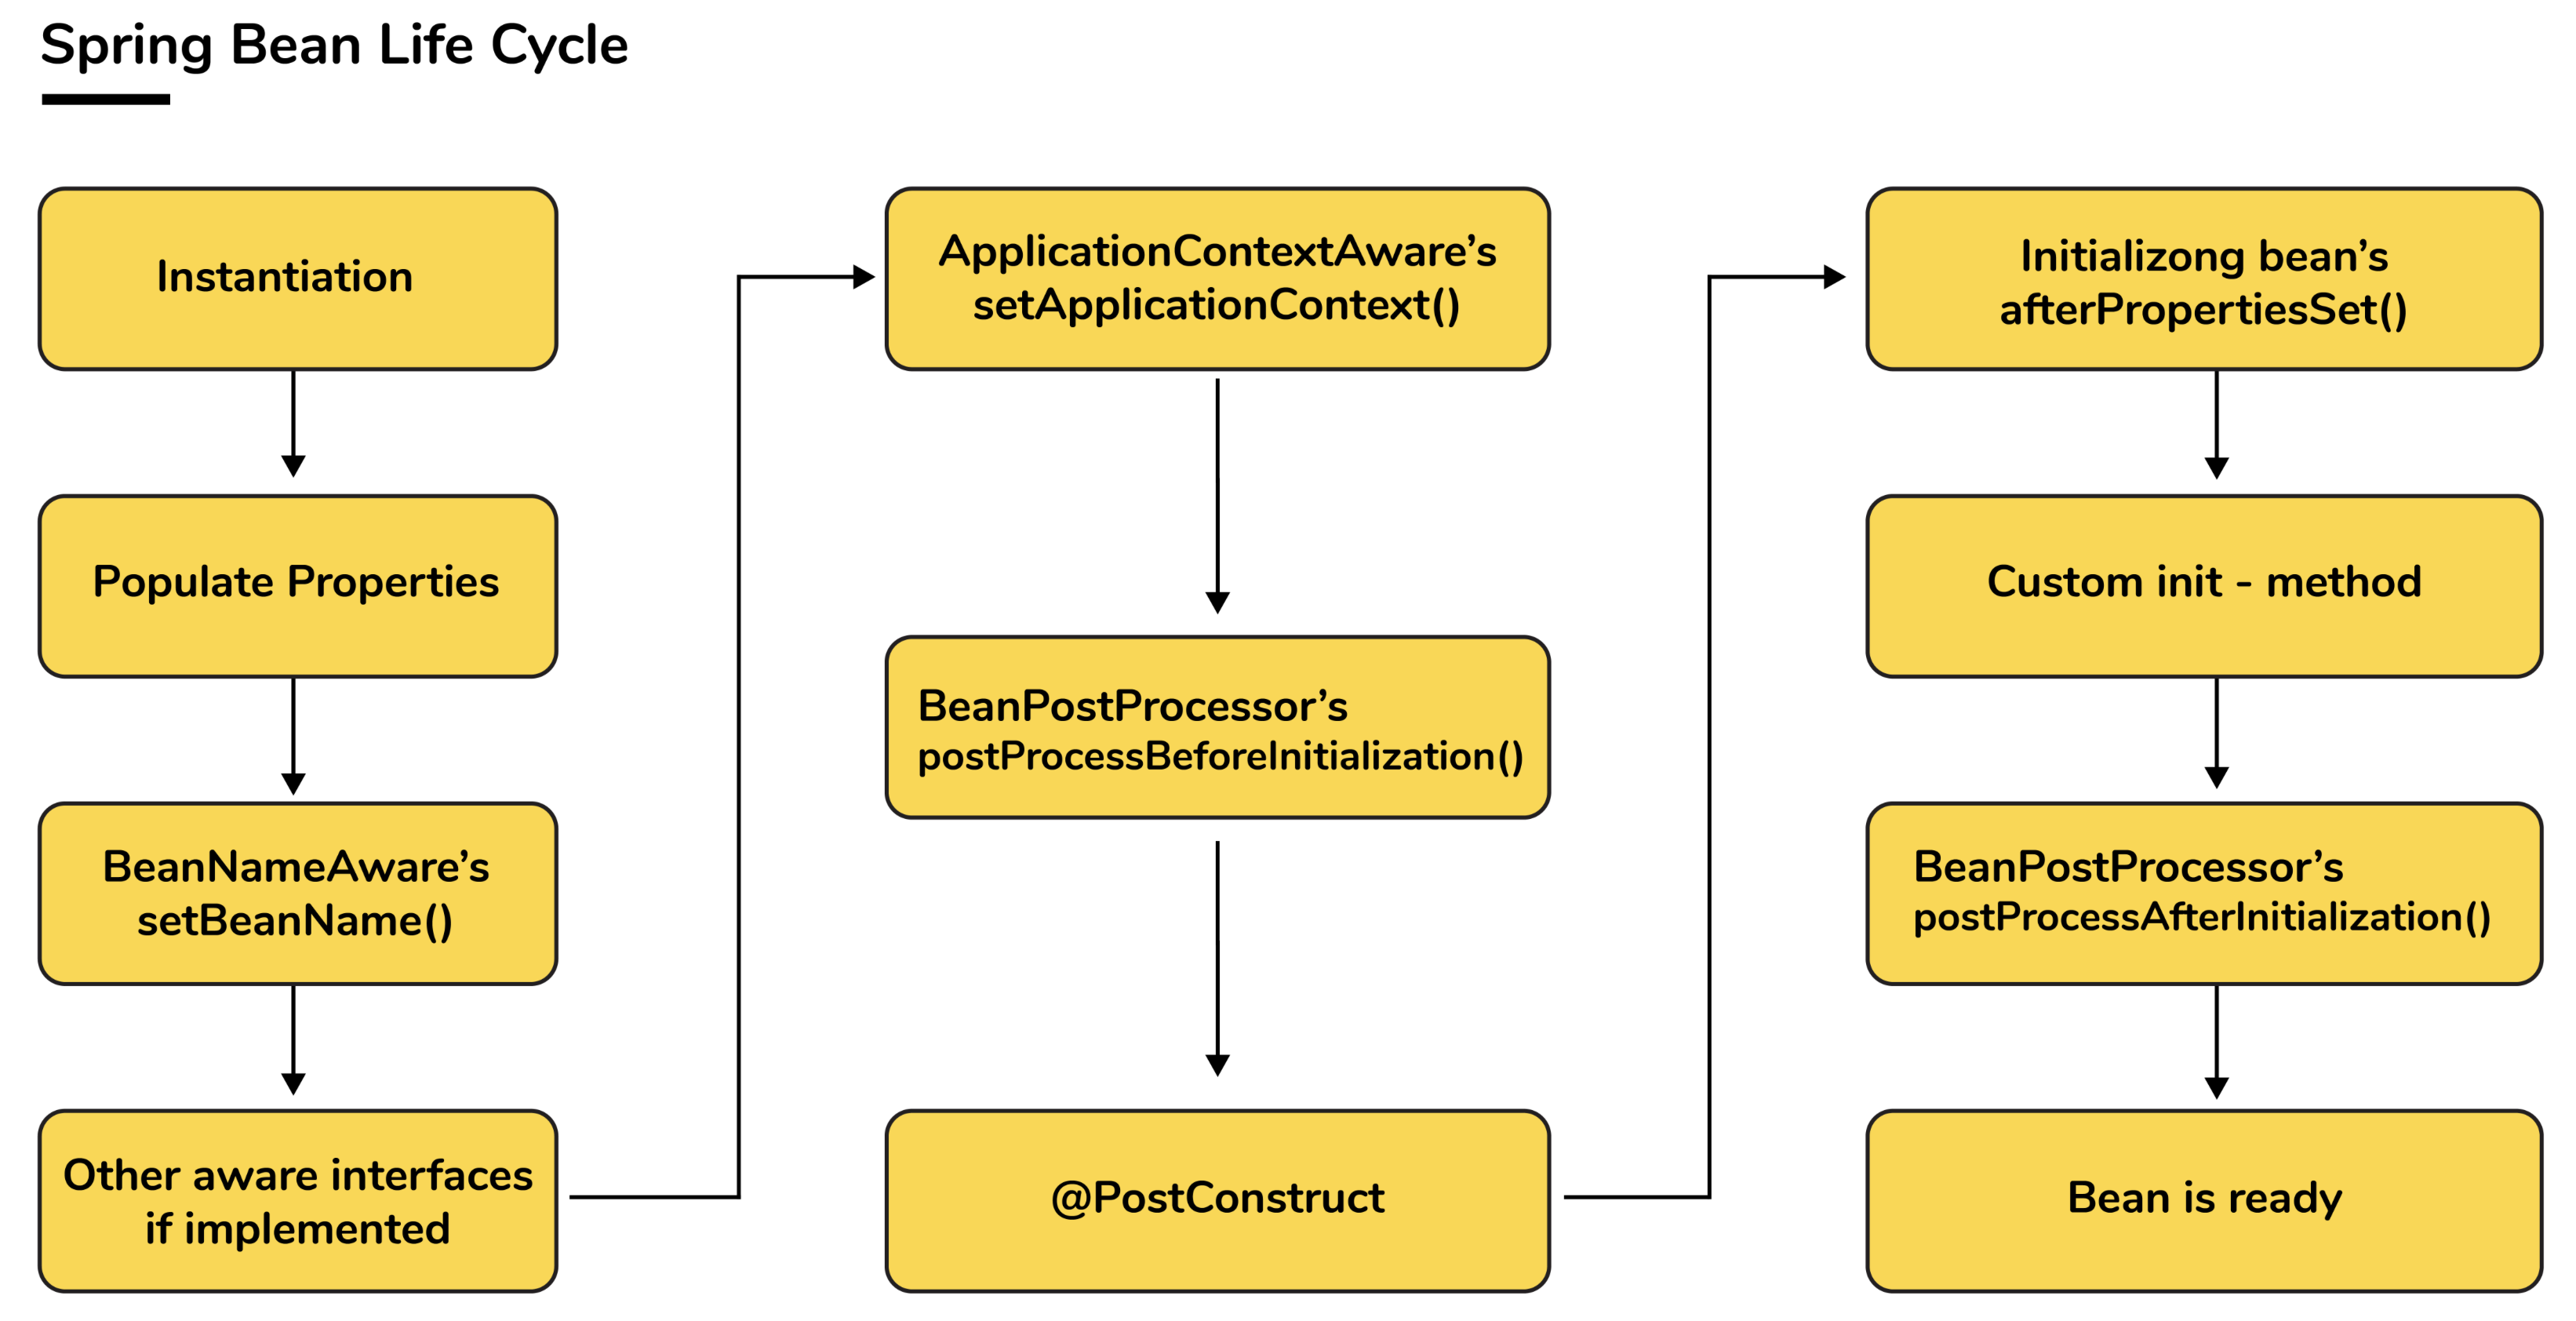 Spring Bean Life Cycle
Instantiation
Populate Properties
BeanNameAware’s
setBeanName()
Other aware interfaces
if implemented
ApplicationContextAware’s
setApplicationContext()
BeanPostProcessor’s
postProcessBeforeInitialization()
@PostConstruct
Initializong bean’s
afterPropertiesSet()
Custom init - method
BeanPostProcessor’s
postProcessAfterInitialization()
Bean is ready